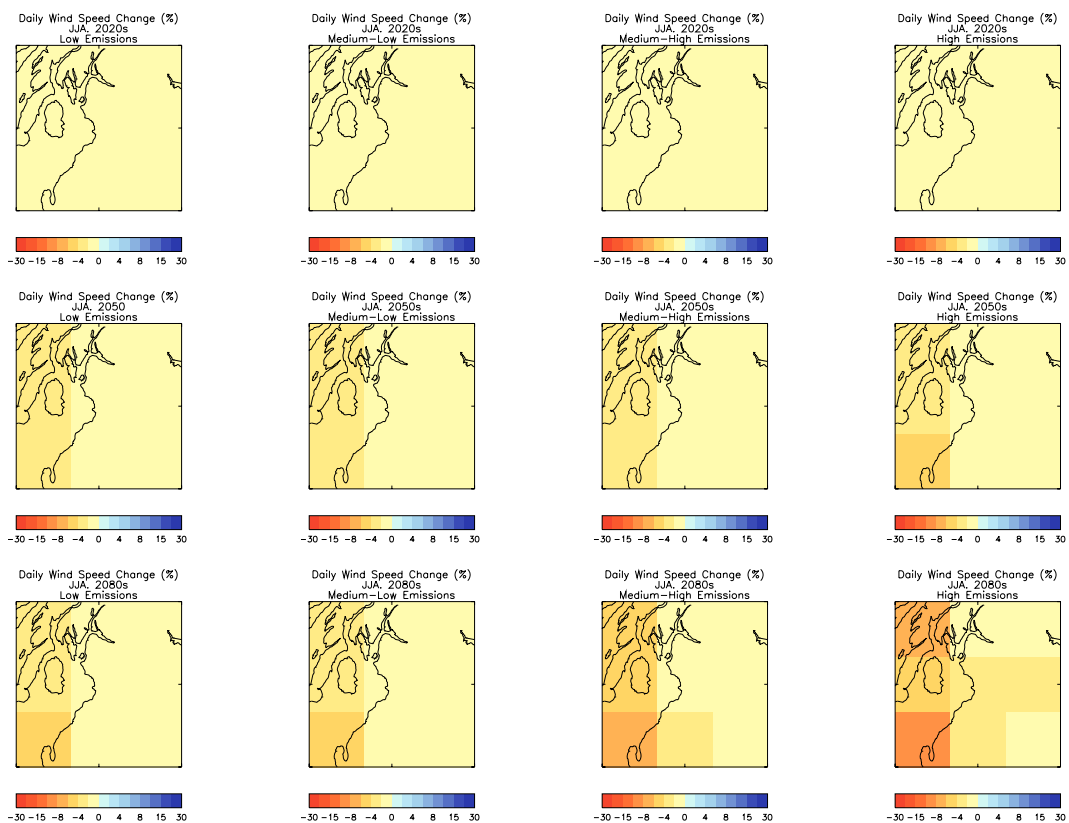 Daily Wind Speed Change (%)
JJA. 2020s
Low Emissions
-30 -15 -8 -4 0 4 8 15 30
Daily Wind Speed Change (%)
JJA. 2020s
Medium-Low Emissions
-30 -15 -8 -4 0 4 8 15 30
Daily Wind Speed Change (%)
JJA. 2020s
Medium-High Emissions
-30 -15 -8 -4 0 4 8 15 30
Daily Wind Speed Change (%)
JJA. 2020s
High Emissions
-30 -15 -8 -4 0 4 8 15 30
Daily Wind Speed Change (%)
JJA. 2050
Low Emissions
-30 -15 -8 -4 0 4 8 15 30
Daily Wind Speed Change (%)
JJA. 2050s
Medium-Low Emissions
-30 -15 -8 -4 0 4 8 15 30
Daily Wind Speed Change (%)
JJA. 2050s
Medium-High Emissions
-30 -15 -8 -4 0 4 8 15 30
Daily Wind Speed Change (%)
JJA. 2050s
High Emissions
-30 -15 -8 -4 0 4 8 15 30
Daily Wind Speed Change (%)
JJA. 2080s
Low Emissions
-30 -15 -8 -4 0 4 8 15 30
Daily Wind Speed Change (%)
JJA. 2080s
Medium-Low Emissions
-30 -15 -8 -4 0 4 8 15 30
Daily Wind Speed Change (%)
JJA. 2080s
Medium-High Emissions
-30 -15 -8 -4 0 4 8 15 30
Daily Wind Speed Change (%)
JJA. 2080s
High Emissions
-30 -15 -8 -4 0 4 8 15 30